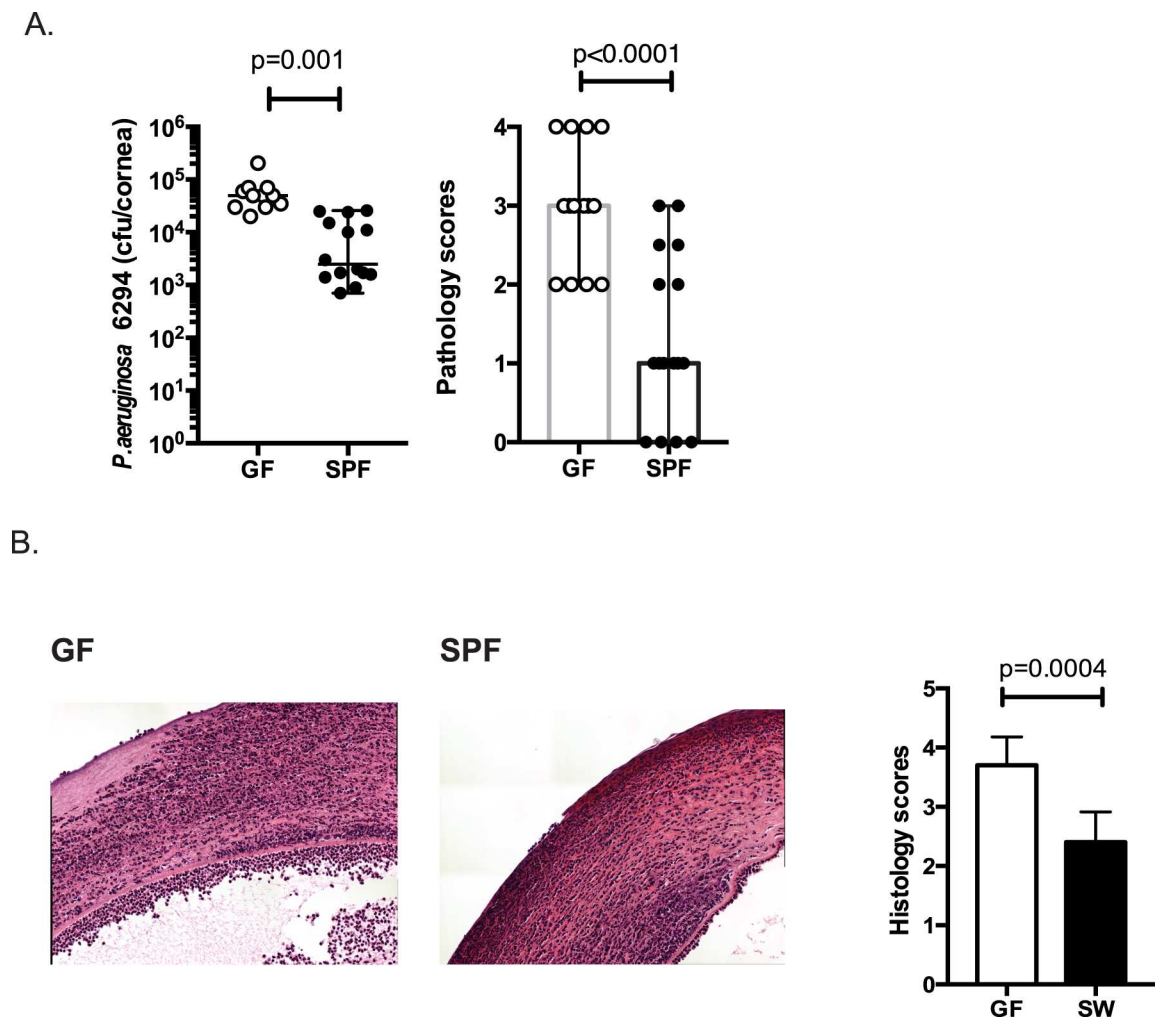 A.
p=0.001
P.aeruginosa 6294 (cfu/cornea)
10^6
10^5
10^4
10^3
10^2
10^1
10^0
GF SPF
p<0.0001
Pathology scores
4
3
2
1
0
GF SPF
B.
GF
SPF
p=0.0004
Histology scores
5
4
3
2
1
0
GF SW